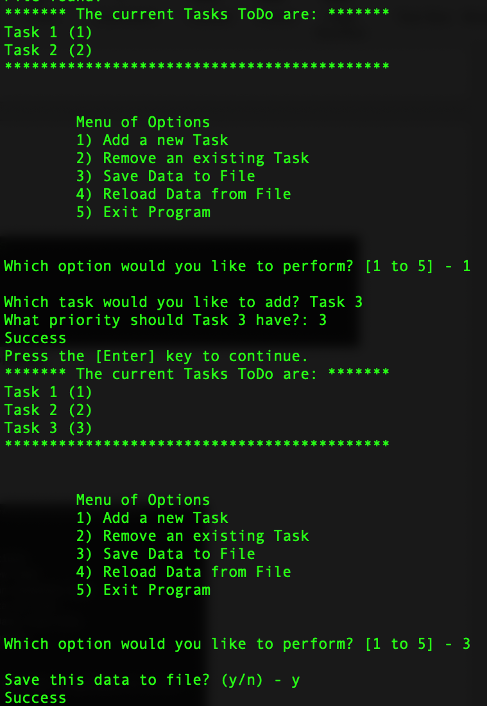 ******* The current Tasks ToDo are: *******
Task 1 (1)
Task 2 (2)
*******************************************
Menu of Options
1) Add a new Task
2) Remove an existing Task
3) Save Data to File
4) Reload Data from File
5) Exit Program
Which option would you like to perform? [1 to 5] - 1
Which task would you like to add? Task 3
What priority should Task 3 have?: 3
Success
Press the [Enter] key to continue.
******* The current Tasks ToDo are: *******
Task 1 (1)
Task 2 (2)
Task 3 (3)
*******************************************
Menu of Options
1) Add a new Task
2) Remove an existing Task
3) Save Data to File
4) Reload Data from File
5) Exit Program
Which option would you like to perform? [1 to 5] - 3
Save this data to file? (y/n) - y
Success